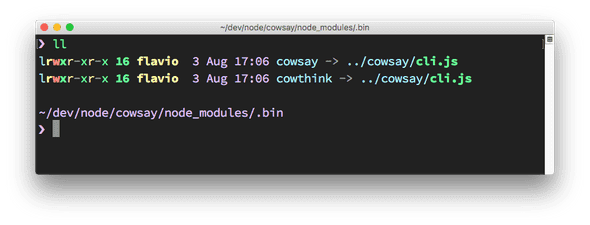 ~/dev/node/cowsay/node_modules/.bin
❯ ll
lrwxr-xr-x 16 flavio  3 Aug 17:06 cowsay -> ../cowsay/cli.js
lrwxr-xr-x 16 flavio  3 Aug 17:06 cowthink -> ../cowsay/cli.js
~/dev/node/cowsay/node_modules/.bin
❯